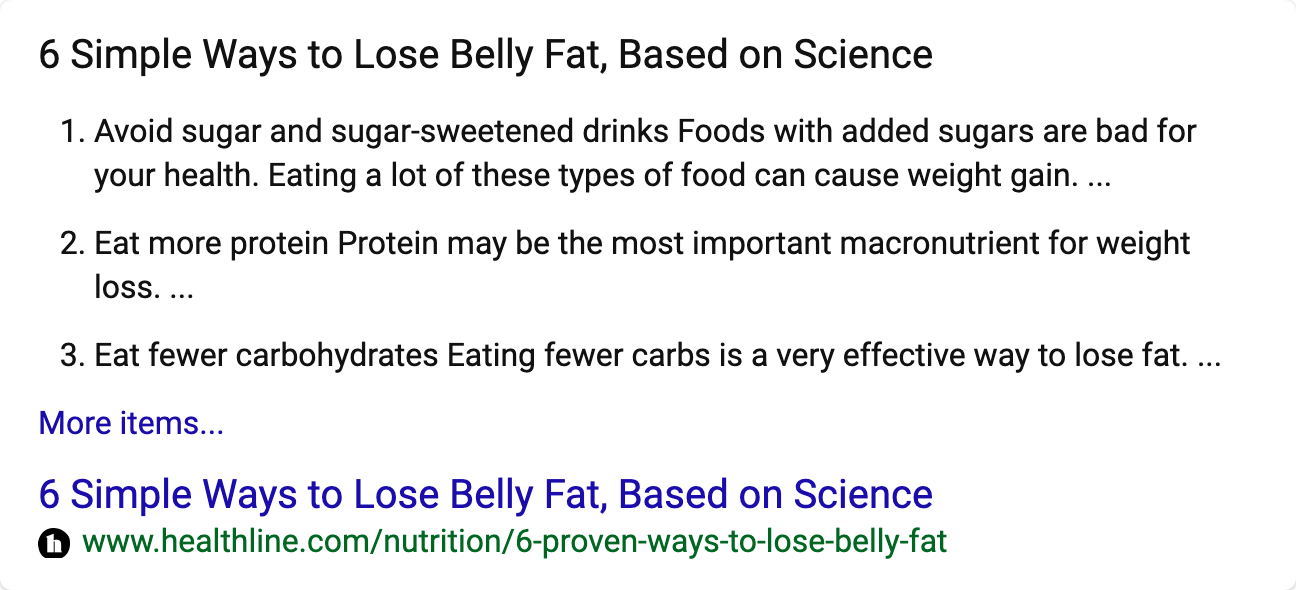 6 Simple Ways to Lose Belly Fat, Based on Science
1. Avoid sugar and sugar-sweetened drinks Foods with added sugars are bad for
your health. Eating a lot of these types of food can cause weight gain. ...
2. Eat more protein Protein may be the most important macronutrient for weight
loss. ...
3. Eat fewer carbohydrates Eating fewer carbs is a very effective way to lose fat. ...
More items...
6 Simple Ways to Lose Belly Fat, Based on Science
h www.healthline.com/nutrition/6-proven-ways-to-lose-belly-fat